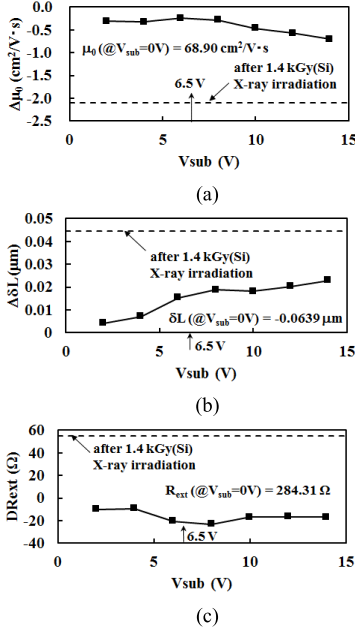 0.0
-0.5
-1.0
-1.5
-2.0
-2.5
Δμ₀ (cm²/V·s)
μ₀ (@Vsub=0V) = 68.90 cm²/V·s
6.5 V
after 1.4 kGy(Si)
X-ray irradiation
0 5 10 15
Vsub (V)
(a)
0.05
0.04
0.03
0.02
0.01
0
ΔδL (μm)
after 1.4 kGy(Si)
X-ray irradiation
δL (@Vsub=0V) = -0.0639 μm
0 5 10 15
6.5 V
Vsub (V)
(b)
60
40
20
0
-20
-40
DRext (Ω)
after 1.4 kGy(Si)
X-ray irradiation
Rext (@Vsub=0V) = 284.31 Ω
6.5 V
0 5 10 15
Vsub (V)
(c)